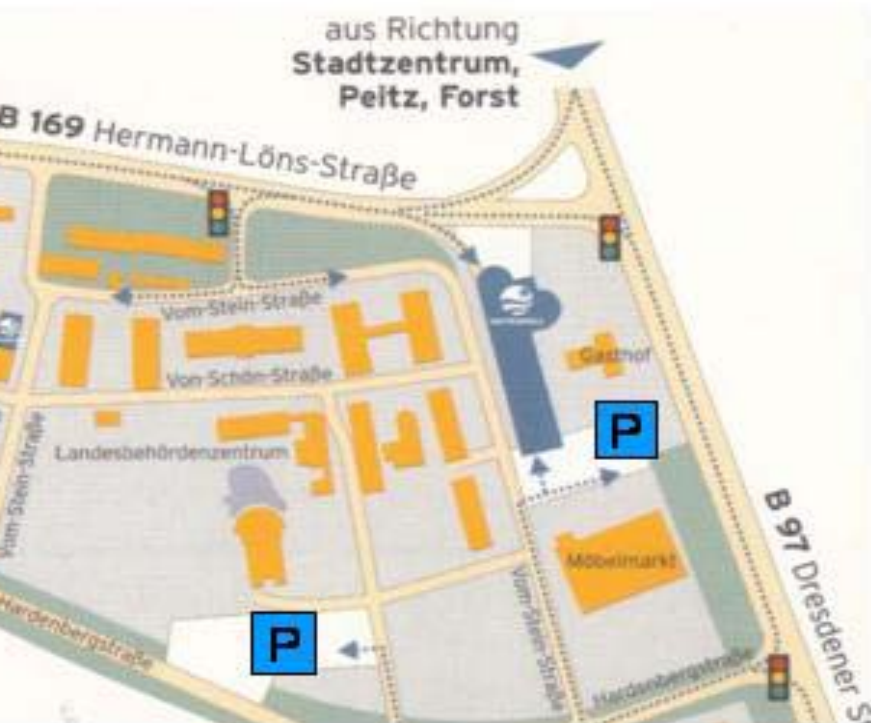 aus Richtung
Stadtzentrum,
Peitz, Forst
B 169 Hermann-Löns-Straße
Vom-Stein-Straße
Gasthof
Von-Schön-Straße
P
Landesbehördenzentrum
Vom-Stein-Straße
B 97 Dresdener S
Möbelmarkt
Vom-Stein-Straße
Hardenbergstraße
P
Hardenbergstraße